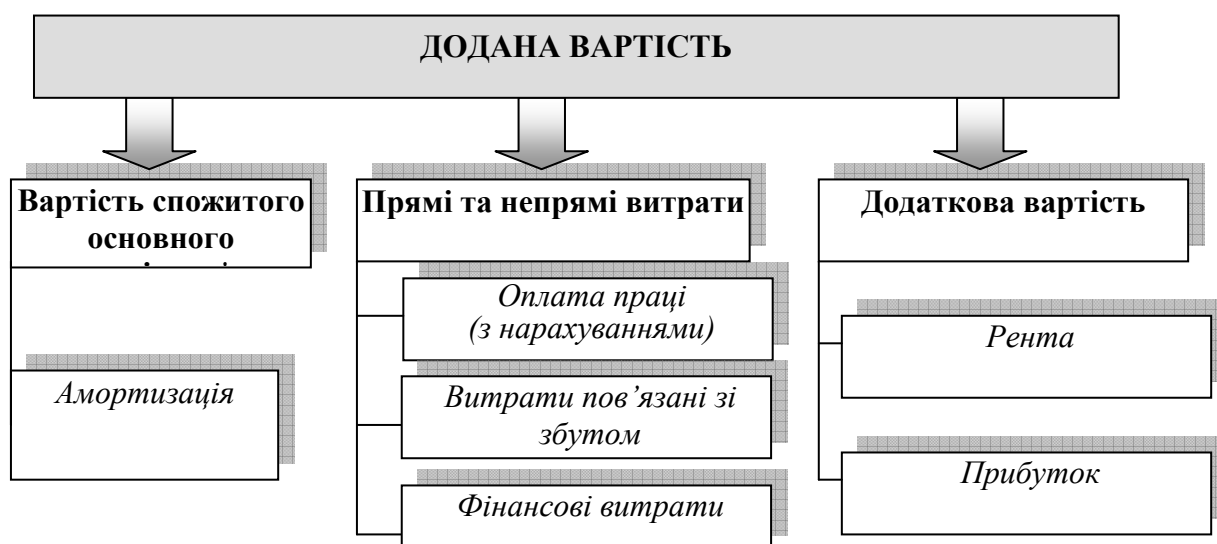 ДОДАНА ВАРТІСТЬ
Вартість спожитого
основного
Прямі та непрямі витрати
Додаткова вартість
Амортизація
Оплата праці
(з нарахуваннями)
Витрати пов’язані зі
збутом
Фінансові витрати
Рента
Прибуток